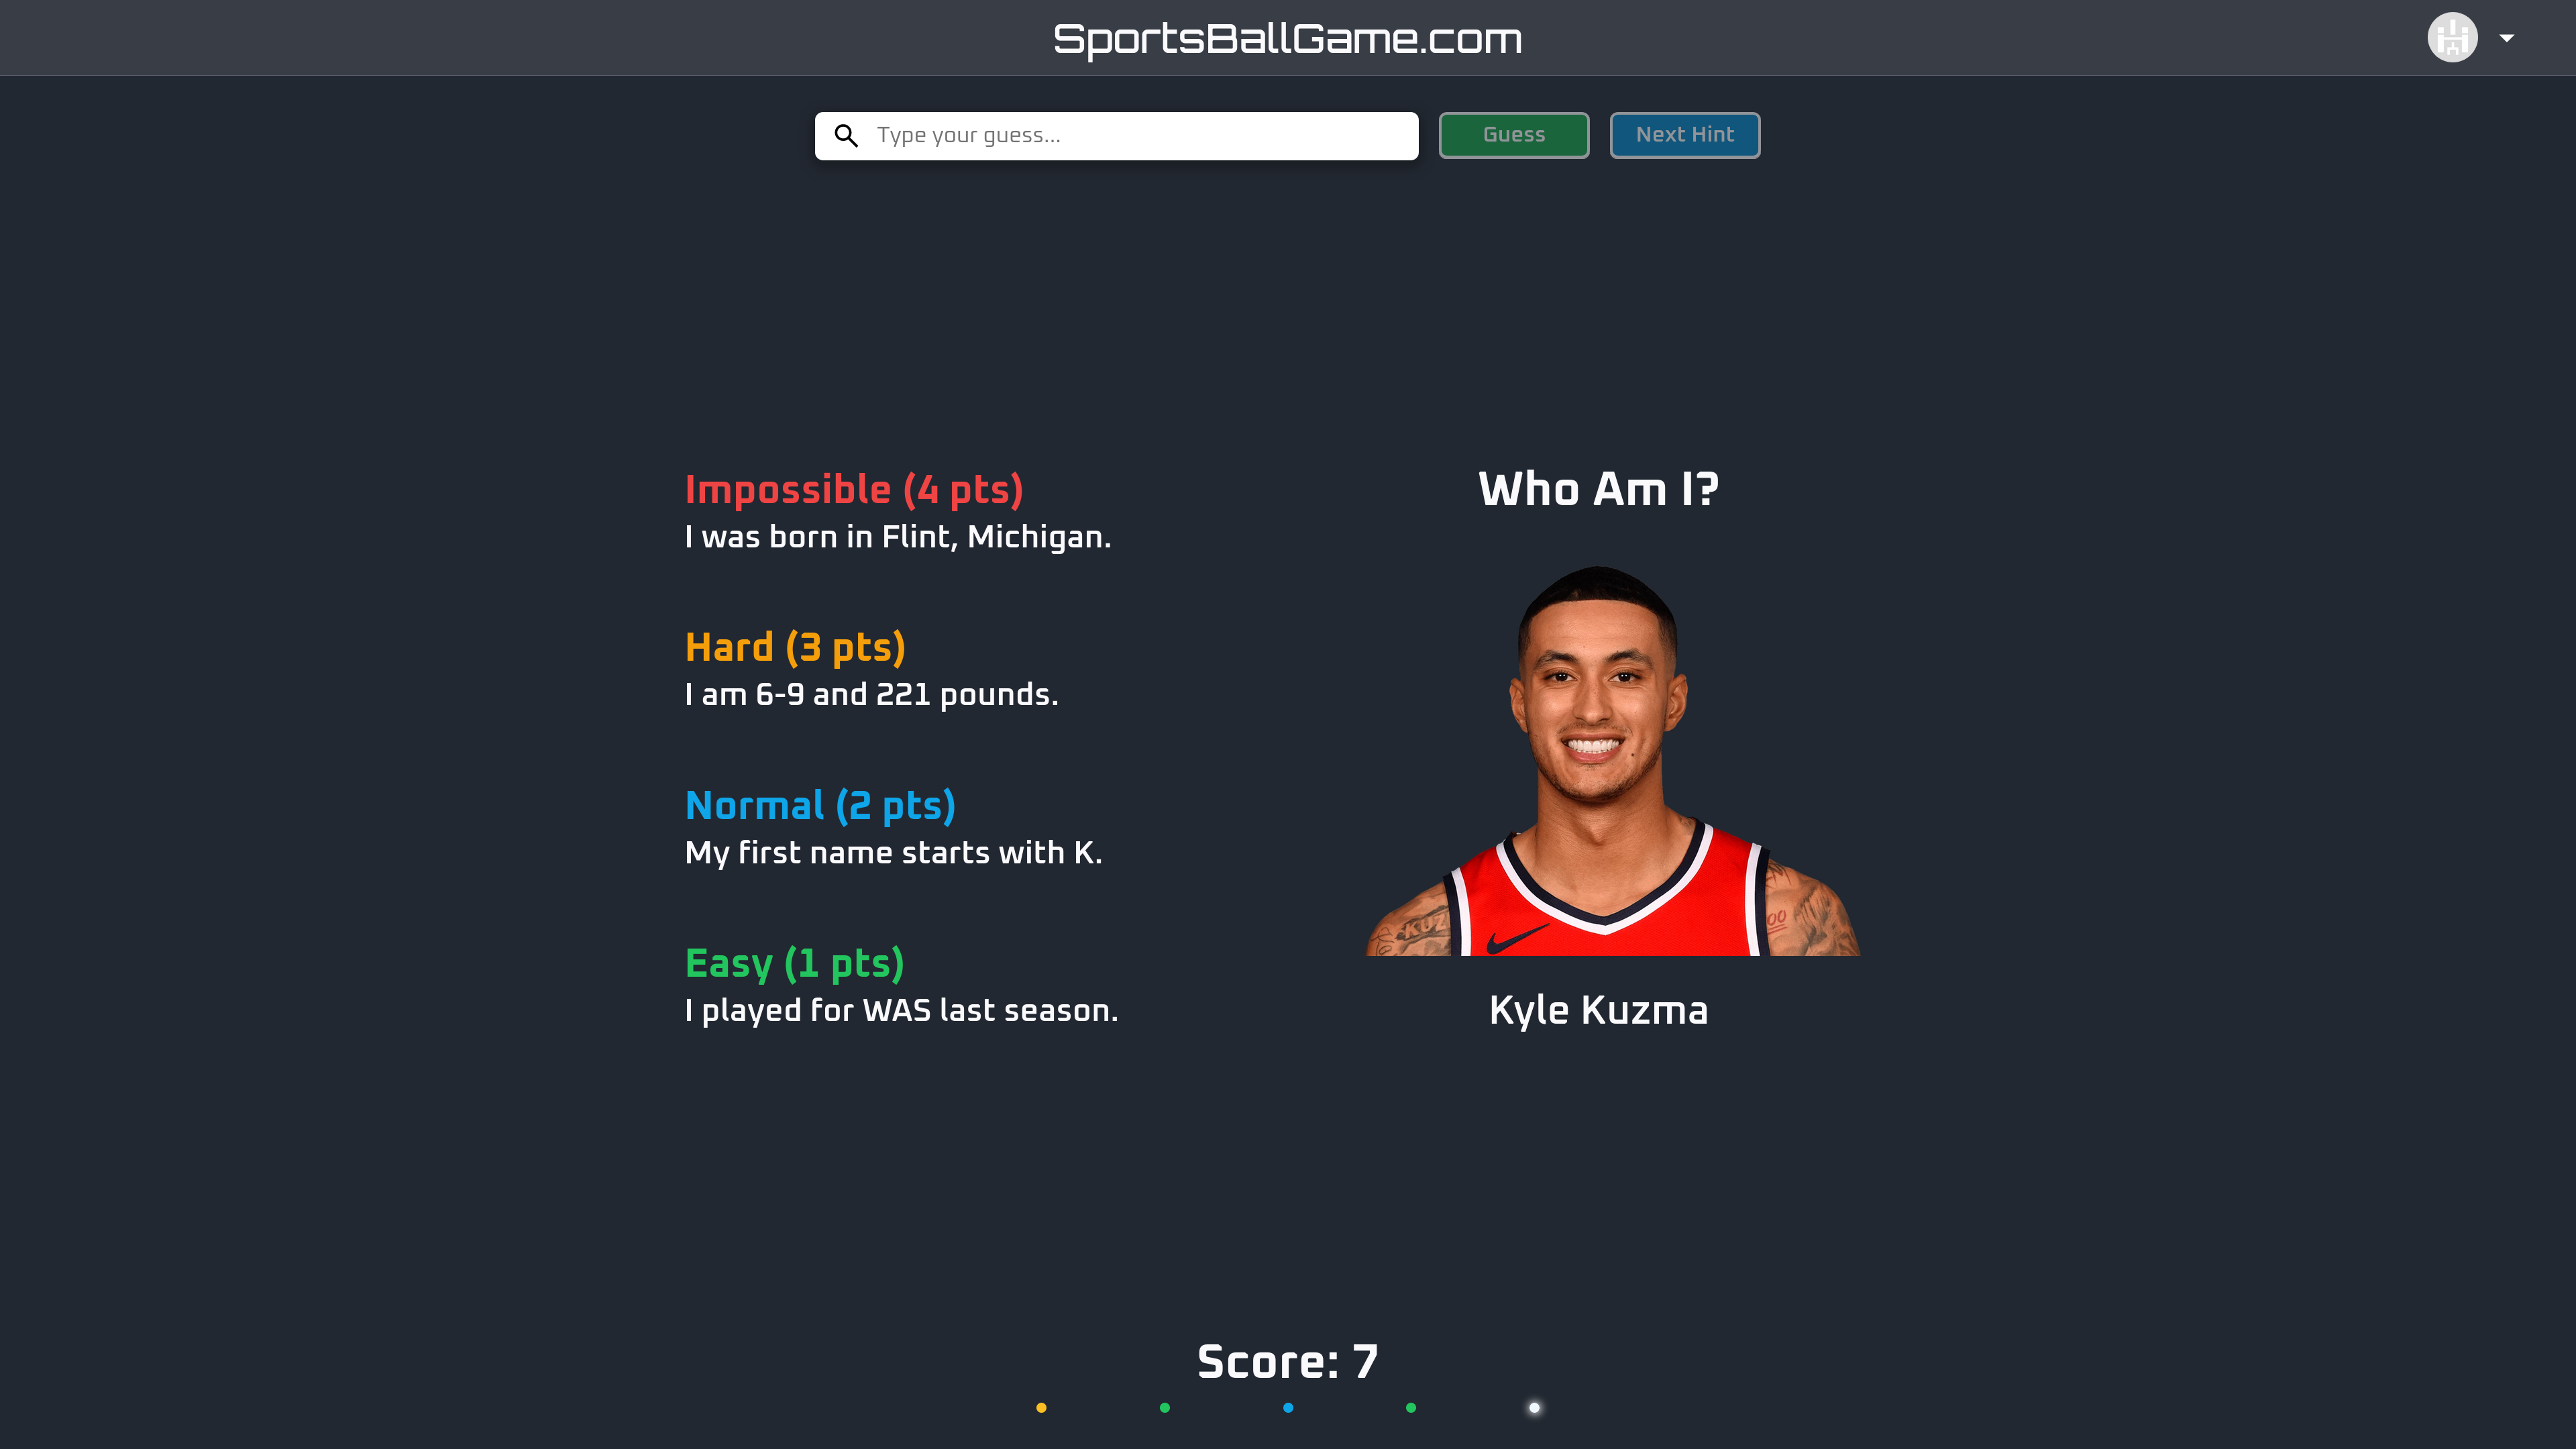 SportsBallGame.com
Type your guess...
Guess
Next Hint
Impossible (4 pts)
I was born in Flint, Michigan.
Hard (3 pts)
I am 6-9 and 221 pounds.
Normal (2 pts)
My first name starts with K.
Easy (1 pts)
I played for WAS last season.
Who Am I?
KUZ
Kyle Kuzma
Score: 7